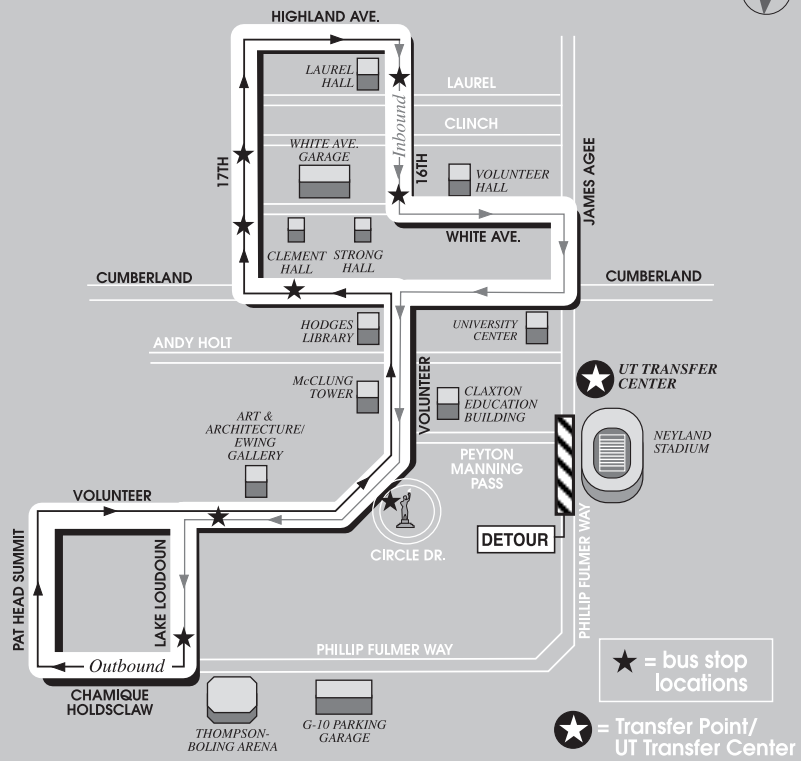 HIGHLAND AVE.
LAUREL
HALL
LAUREL
CLINCH
Inbound
WHITE AVE.
GARAGE
17TH
16TH
VOLUNTEER
HALL
JAMES AGEE
WHITE AVE.
CLEMENT
HALL
STRONG
HALL
CUMBERLAND
CUMBERLAND
HODGES
LIBRARY
UNIVERSITY
CENTER
ANDY HOLT
McCLUNG
TOWER
VOLUNTEER
CLAXTON
EDUCATION
BUILDING
UT TRANSFER
CENTER
ART &
ARCHITECTURE/
EWING
GALLERY
NEYLAND
STADIUM
PEYTON
MANNING
PASS
VOLUNTEER
DETOUR
CIRCLE DR.
PAT HEAD SUMMIT
LAKE LOUDOUN
PHILLIP FULMER WAY
PHILLIP FULMER WAY
Outbound
CHAMIQUE
HOLDSCLAW
THOMPSON-
BOLING ARENA
G-10 PARKING
GARAGE
= bus stop
locations
= Transfer Point/
UT Transfer Center